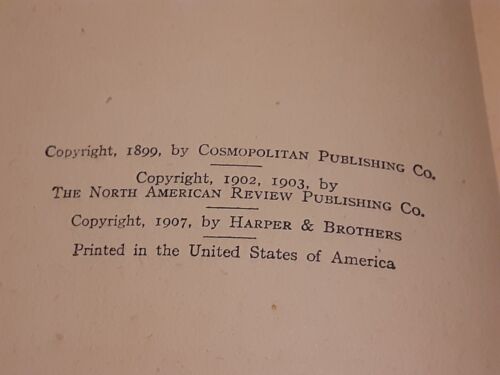 Copyright, 1899, by COSMOPOLITAN PUBLISHING CO.
Copyright, 1902, 1903, by
THE NORTH AMERICAN REVIEW PUBLISHING CO.
Copyright, 1907, by HARPER & BROTHERS
Printed in the United States of America